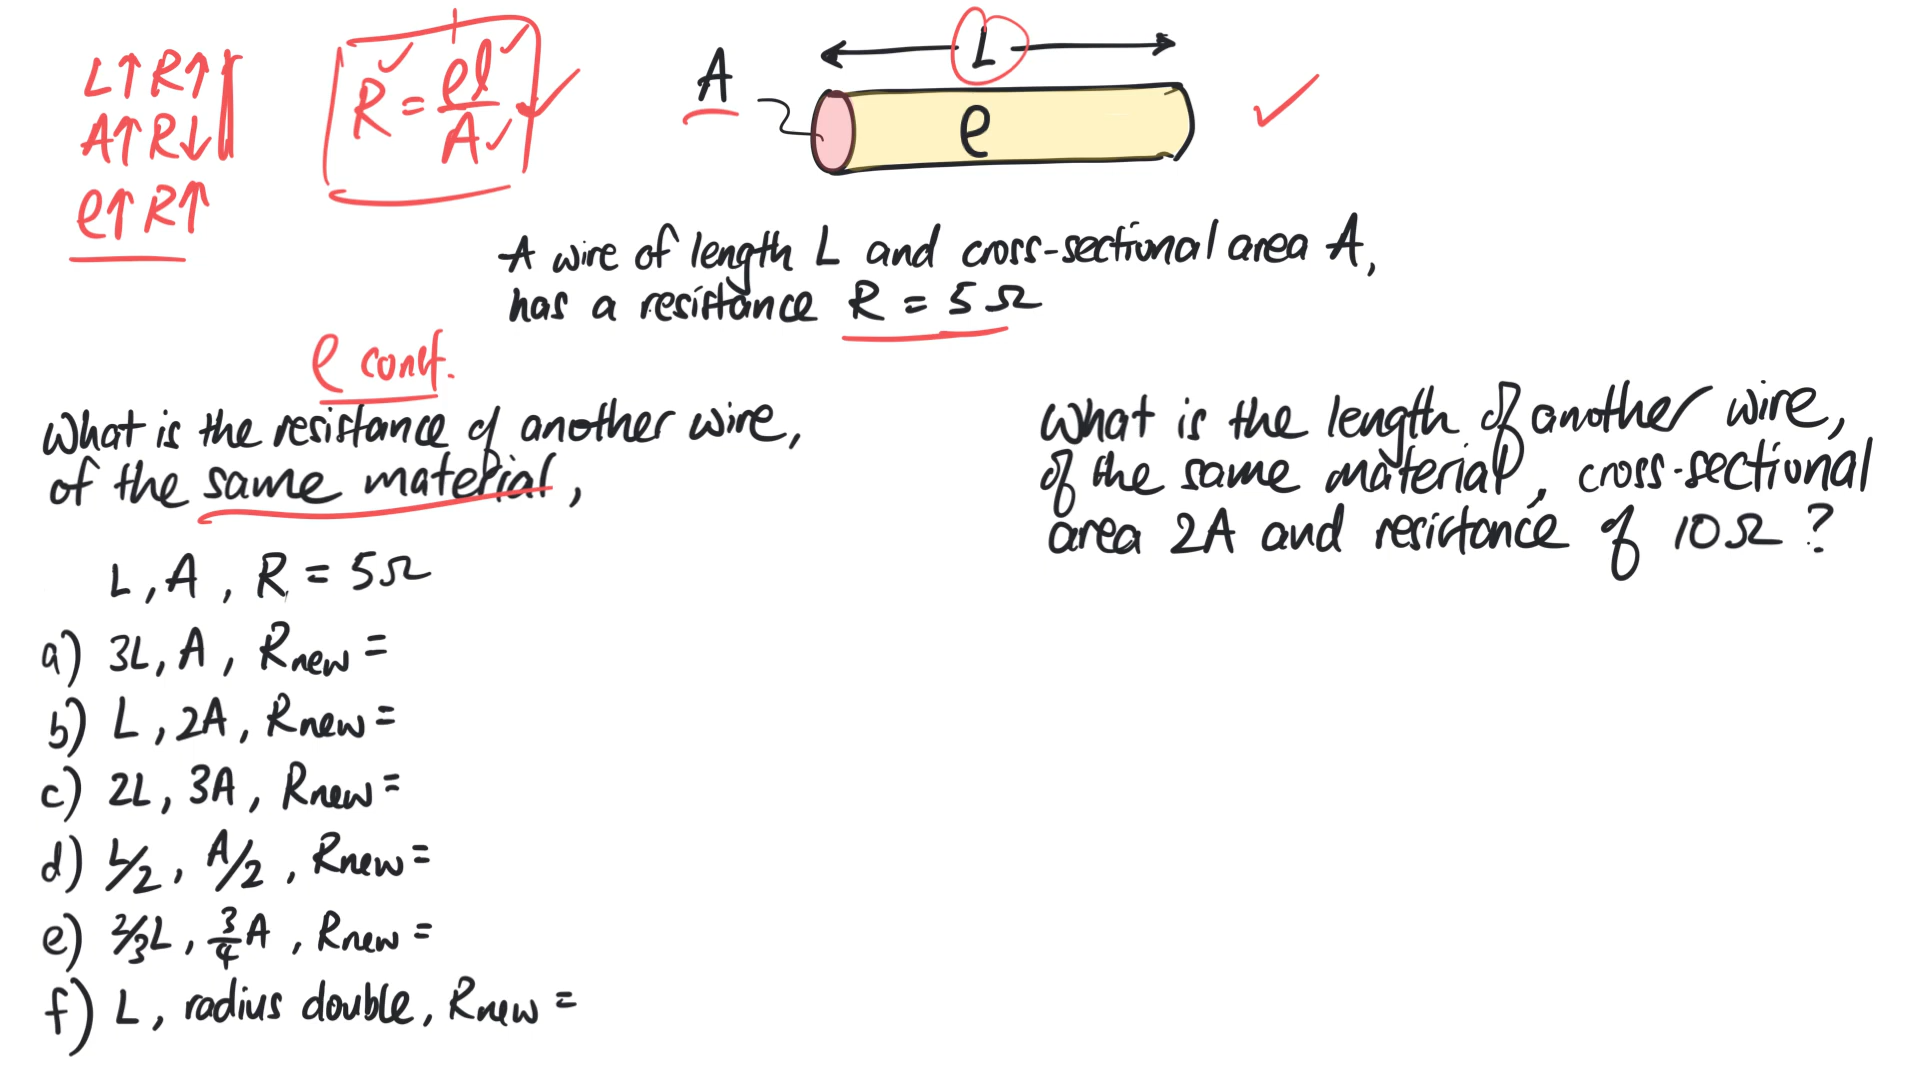 L↑ R↑
A↑ R↓
ρ↑ R↑
R = ρl/A
A
L
ρ
A wire of length L and cross-sectional area A,
has a resistance R = 5Ω
ρ const.
What is the resistance of another wire,
of the same material,
L, A, R = 5Ω
a) 3L, A, Rnew =
b) L, 2A, Rnew =
c) 2L, 3A, Rnew =
d) L/2, A/2, Rnew =
e) 2/3L, 3/4A, Rnew =
f) L, radius double, Rnew =
What is the length of another wire,
of the same material, cross-sectional
area 2A and resistance of 10Ω?